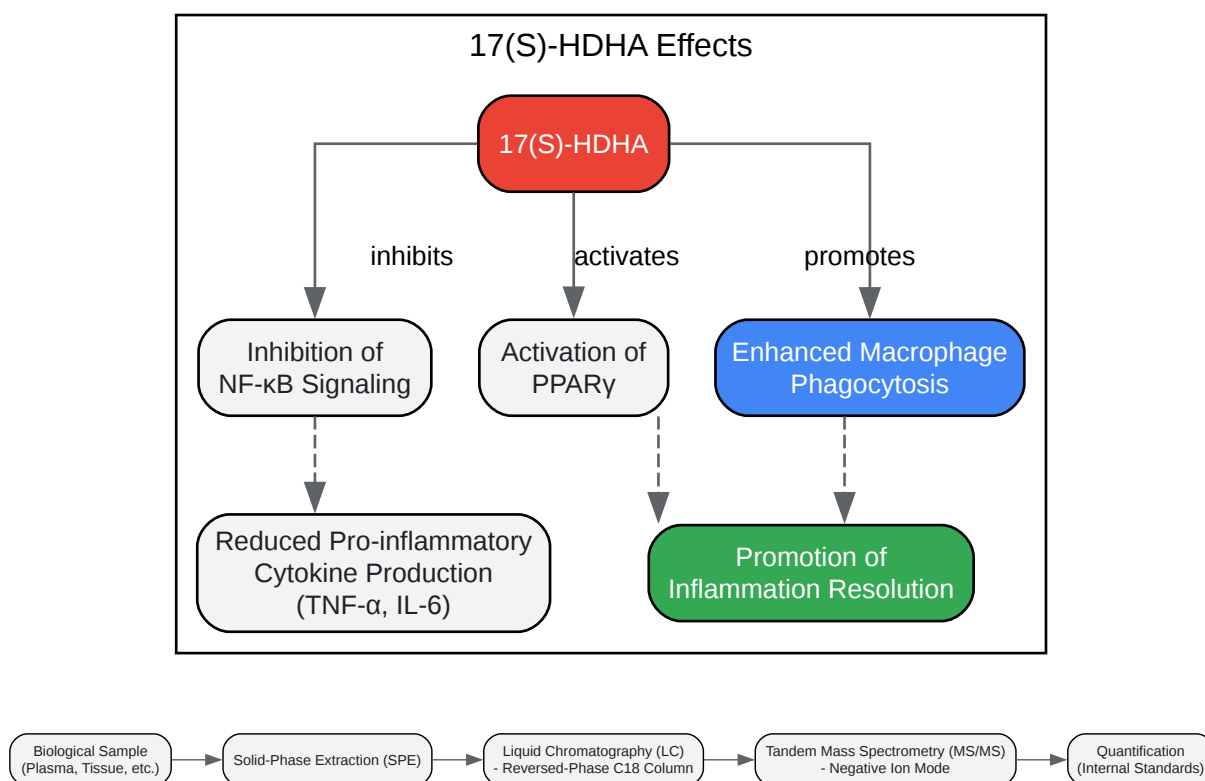 17(S)-HDHA Effects
17(S)-HDHA
inhibits
activates
promotes
Inhibition of
NF-κB Signaling
Activation of
PPARγ
Enhanced Macrophage
Phagocytosis
Reduced Pro-inflammatory
Cytokine Production
(TNF-α, IL-6)
Promotion of
Inflammation Resolution
Biological Sample
(Plasma, Tissue, etc.)
Solid-Phase Extraction (SPE)
Liquid Chromatography (LC)
- Reversed-Phase C18 Column
Tandem Mass Spectrometry (MS/MS)
- Negative Ion Mode
Quantification
(Internal Standards)